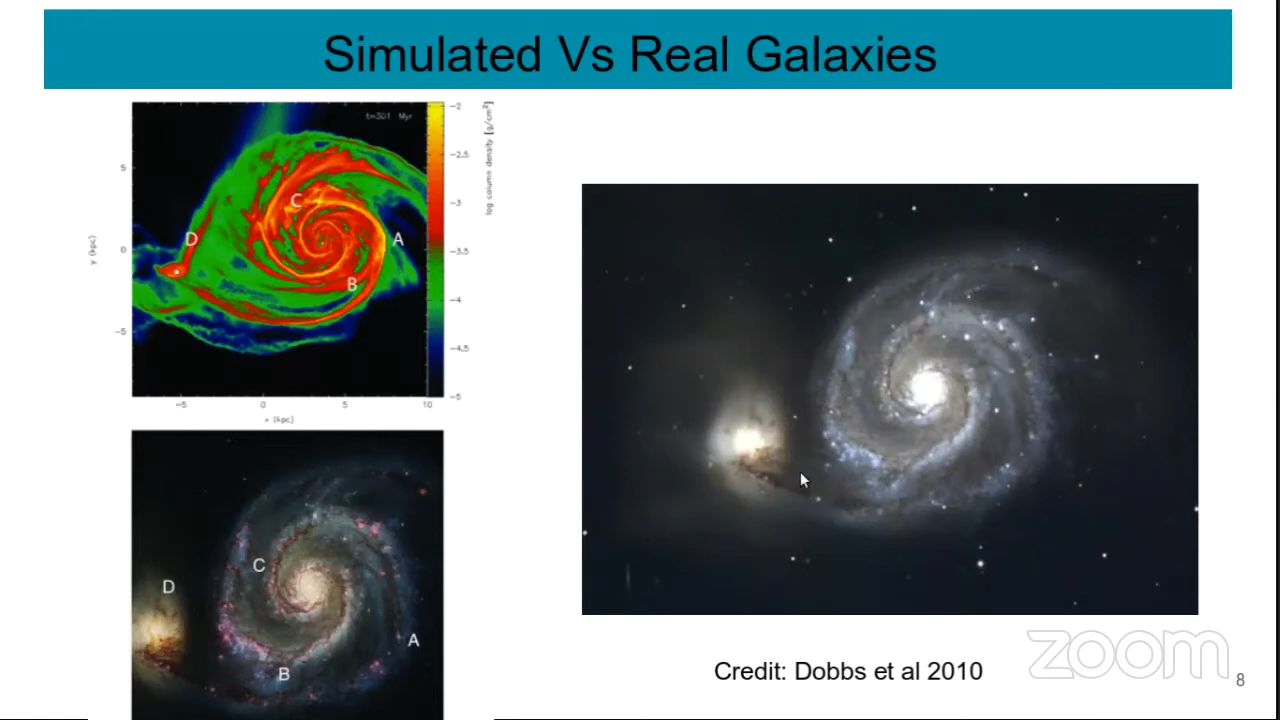 Simulated Vs Real Galaxies
t=301 Myr
C
D
A
B
y (kpc)
5
0
-5
-5
0
5
10
x (kpc)
-2
-2.5
-3
-3.5
-4
-4.5
-5
log column density [g/cm²]
C
D
A
B
Credit: Dobbs et al 2010
zoom
8